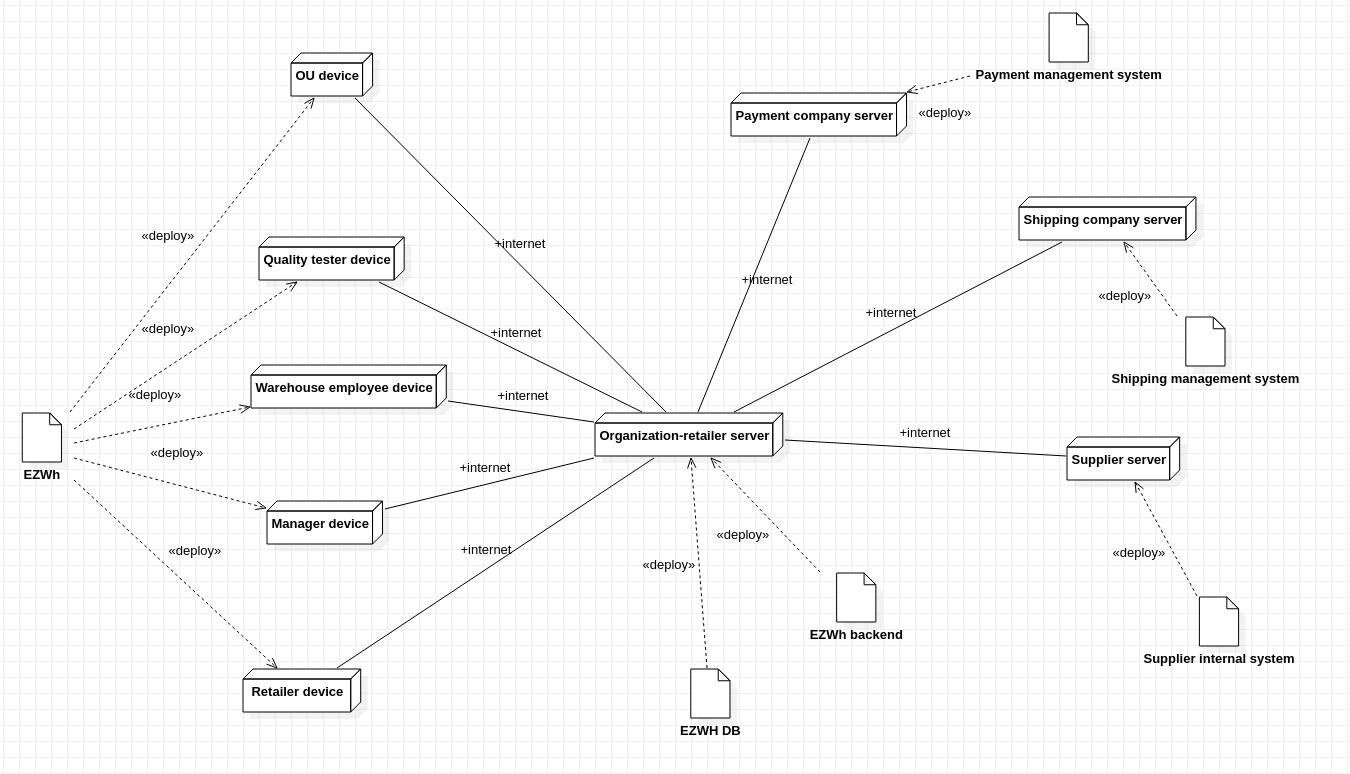 Payment management system
OU device
Payment company server
«deploy»
Shipping company server
«deploy»
+internet
Quality tester device
+internet
«deploy»
+internet
«deploy»
+internet
+internet
Shipping management system
Warehouse employee device
«deploy»
+internet
Organization-retailer server
+internet
«deploy»
Supplier server
+internet
EZWh
Manager device
«deploy»
+internet
«deploy»
«deploy»
«deploy»
EZWh backend
Supplier internal system
Retailer device
EZWH DB